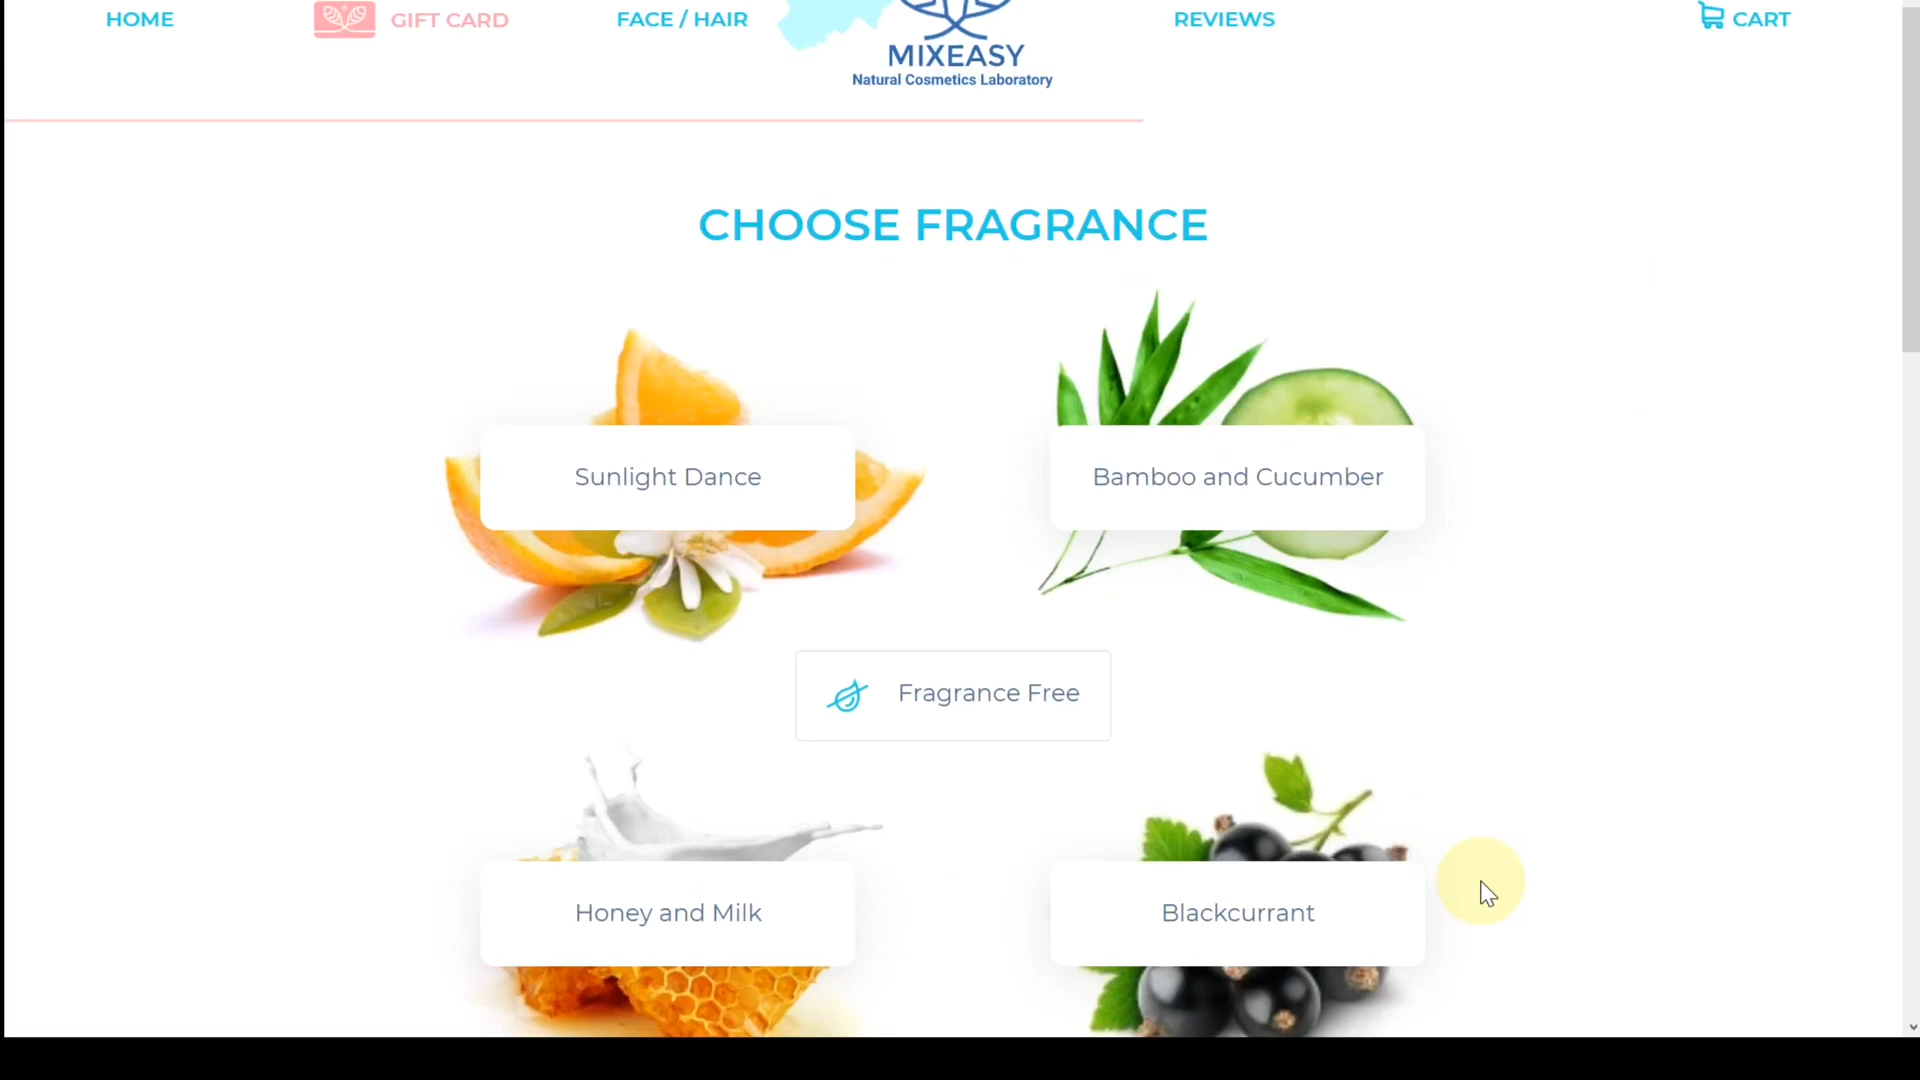 HOME
GIFT CARD
FACE / HAIR
REVIEWS
CART
MIXEASY
Natural Cosmetics Laboratory
CHOOSE FRAGRANCE
Sunlight Dance
Bamboo and Cucumber
Fragrance Free
Honey and Milk
Blackcurrant